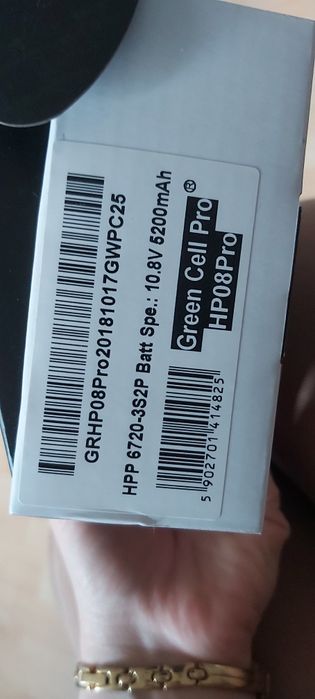 GRHP08Pro20181017GWPC25
HPP 6720-3S2P Batt Spe.: 10.8V 5200mAh
Green Cell Pro®
HP08Pro
5 902701 414825